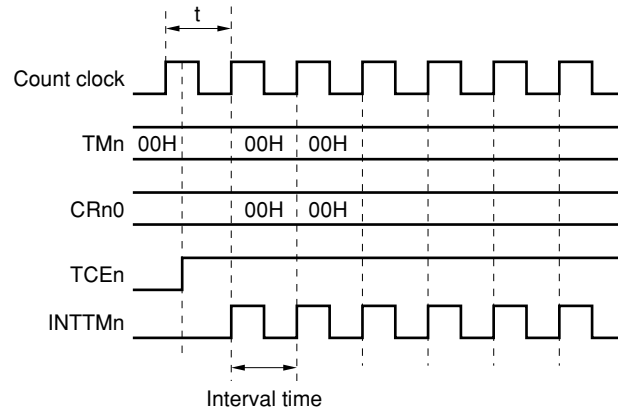 t
Count clock
TMn 00H 00H 00H
CRn0 00H 00H
TCEn
INTTMn
Interval time